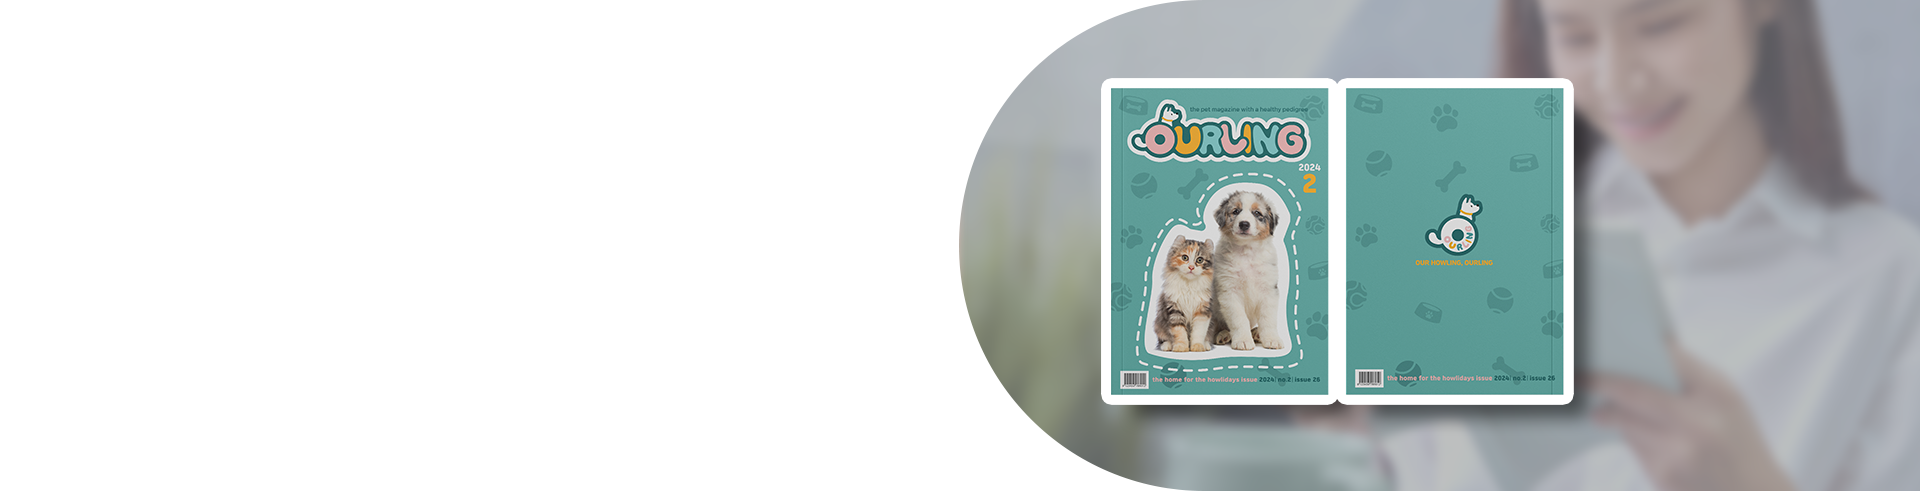 the pet magazine with a healthy pedigree
OURLING
2024
2
the home for the howlidays issue 2024| no 2| issue 25
OURLING
OUR HOWLING, OURLING
the home for the howlidays issue 2024| no 2| issue 25